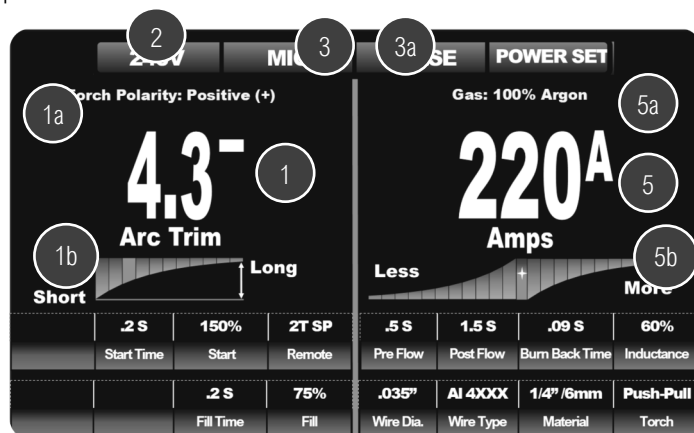 2
3
3a
POWER SET
1a
Torch Polarity: Positive (+)
Gas: 100% Argon
5a
4.3-
1
220A
5
Arc Trim
Amps
1b
Long
Short
Less
5b
More
.2 S 150% 2T SP .5 S 1.5 S .09 S 60%
Start Time Start Remote Pre Flow Post Flow Burn Back Time Inductance
.2 S 75% .035” Al 4XXX 1/4” /6mm Push-Pull
Fill Time Fill Wire Dia. Wire Type Material Torch